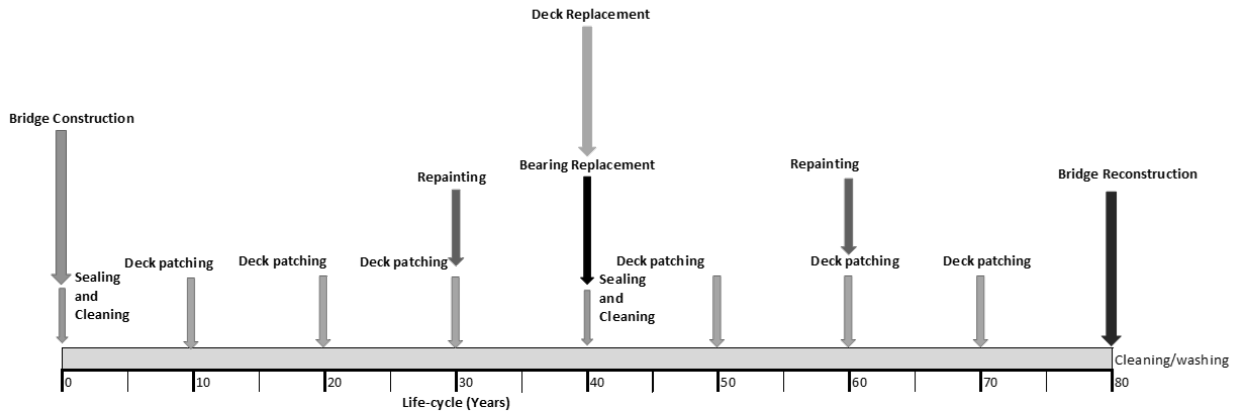 Deck Replacement
Bridge Construction
Bearing Replacement
Repainting
Repainting
Bridge Reconstruction
Deck patching
Deck patching
Deck patching
Deck patching
Deck patching
Deck patching
Sealing
and
Cleaning
Sealing
and
Cleaning
Cleaning/washing
0 10 20 30 40 50 60 70 80
Life-cycle (Years)